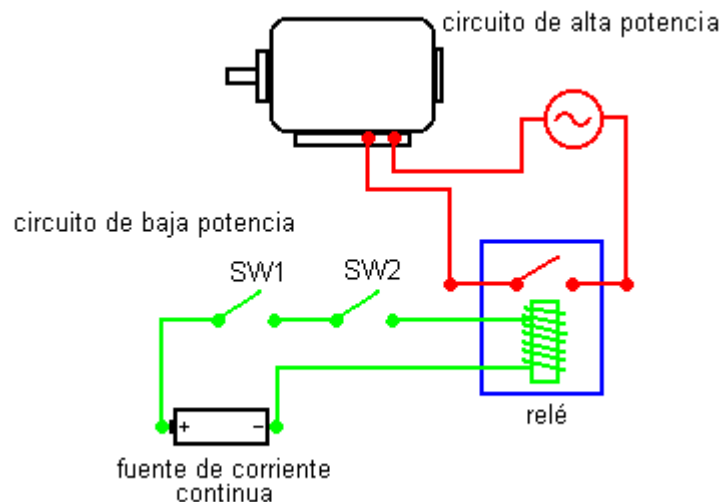 circuito de alta potencia
circuito de baja potencia
SW1
SW2
+ −
relé
fuente de corriente
continua